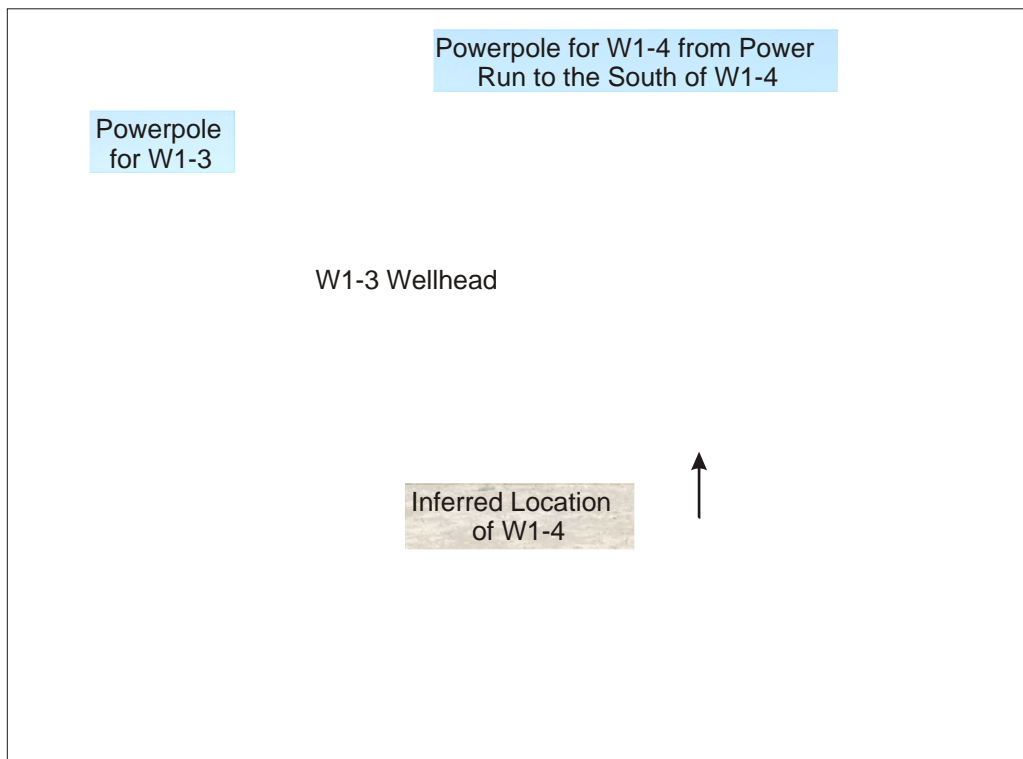 Powerpole for W1-4 from Power
Run to the South of W1-4
Powerpole
for W1-3
W1-3 Wellhead
Inferred Location
of W1-4